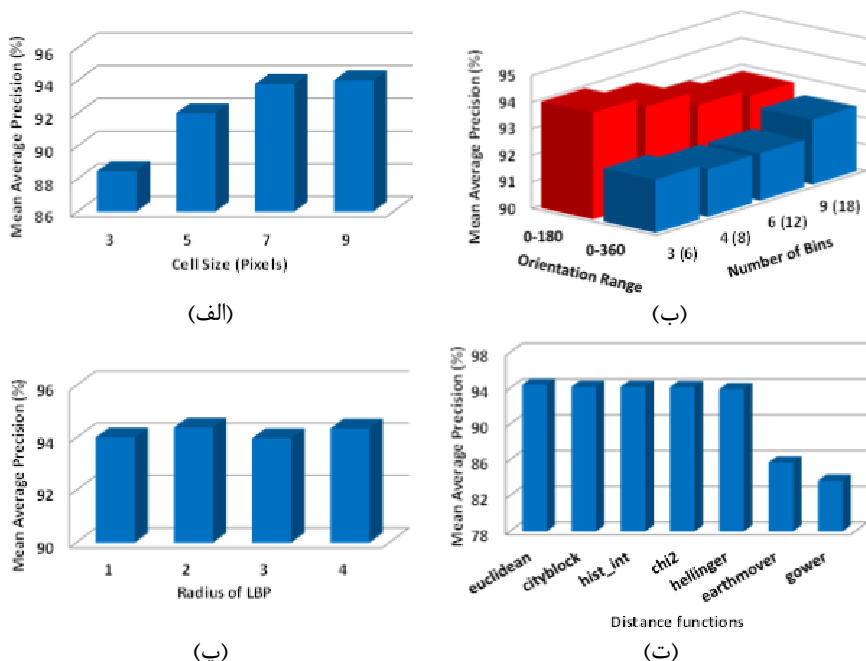 Mean Average Precision (%)
96
94
92
90
88
86
3 5 7 9
Cell Size (Pixels)
(الف)
Mean Average Precision (%)
95
94
93
92
91
90
0-180
0-360
Orientation Range
3 (6)
4 (8)
6 (12)
9 (18)
Number of Bins
(ب)
Mean Average Precision (%)
96
94
92
90
1 2 3 4
Radius of LBP
(پ)
Mean Average Precision (%)
98
94
90
86
82
78
euclidean
cityblock
hist_int
chi2
hellinger
earthmover
gower
Distance functions
(ت)